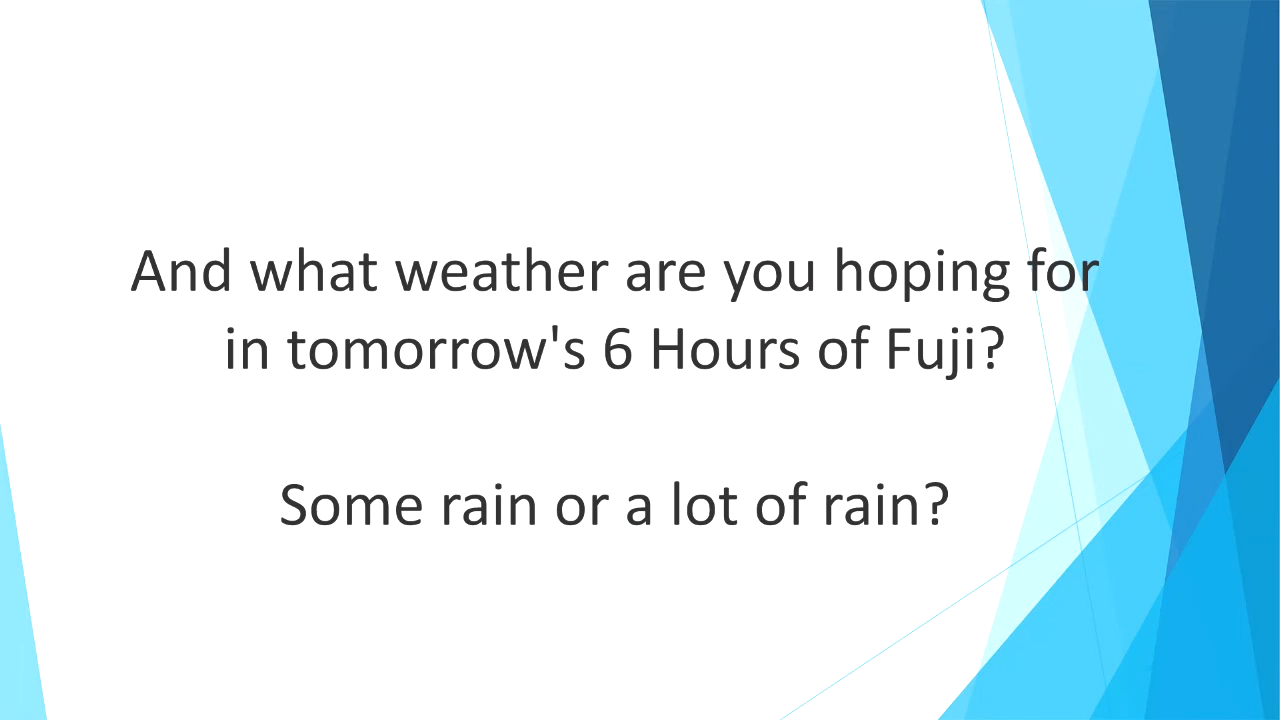 And what weather are you hoping for
in tomorrow's 6 Hours of Fuji?
Some rain or a lot of rain?